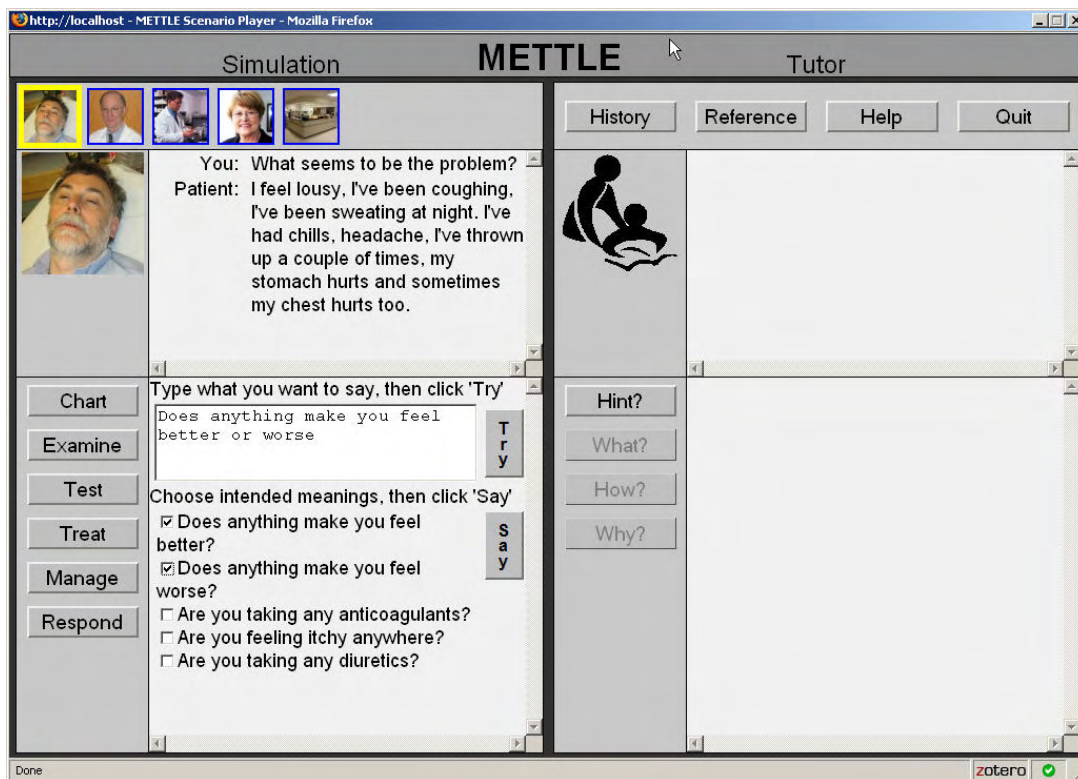 http://localhost - METTLE Scenario Player - Mozilla Firefox
Simulation
METTLE
Tutor
History
Reference
Help
Quit
You: What seems to be the problem?
Patient: I feel lousy, I've been coughing,
I've been sweating at night. I've
had chills, headache, I've thrown
up a couple of times, my
stomach hurts and sometimes
my chest hurts too.
Chart
Examine
Test
Treat
Manage
Respond
Type what you want to say, then click 'Try'
Does anything make you feel
better or worse
Try
Choose intended meanings, then click 'Say'
Does anything make you feel
better?
Does anything make you feel
worse?
Are you taking any anticoagulants?
Are you feeling itchy anywhere?
Are you taking any diuretics?
Say
Hint?
What?
How?
Why?
Done
zotero